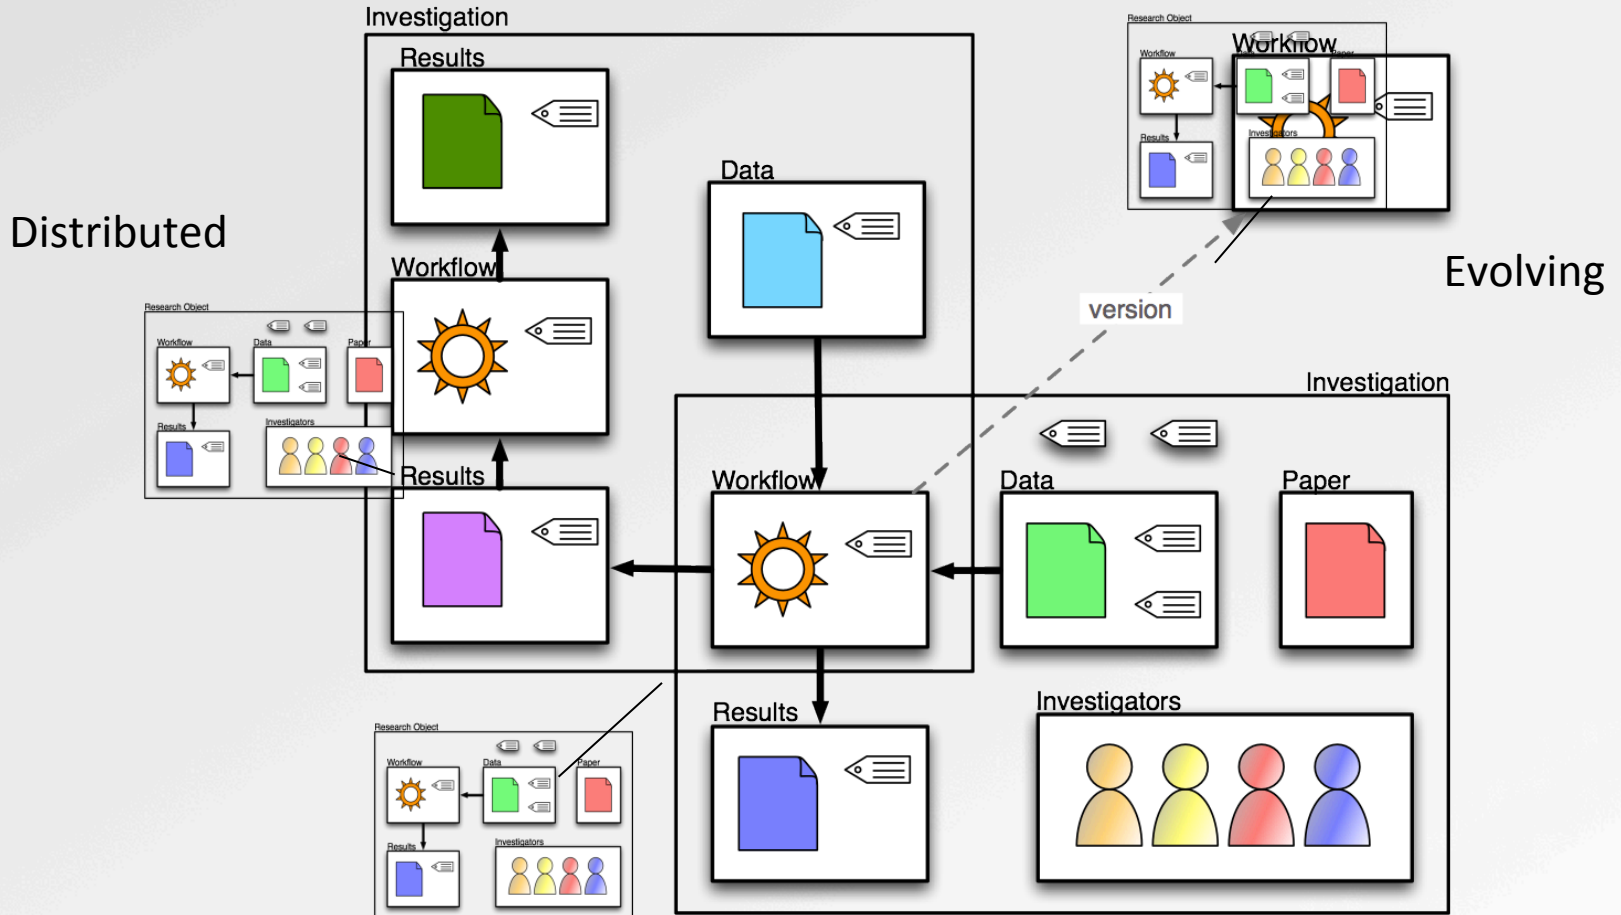 Investigation
Results
Distributed
Workflow
Data
Results
Research Object
Workflow
Data
Paper
Results
Investigators
Research Object
Workflow
Workflow
Paper
Results
Investigators
Evolving
version
Investigation
Workflow
Data
Paper
Results
Investigators
Research Object
Workflow
Data
Paper
Results
Investigators